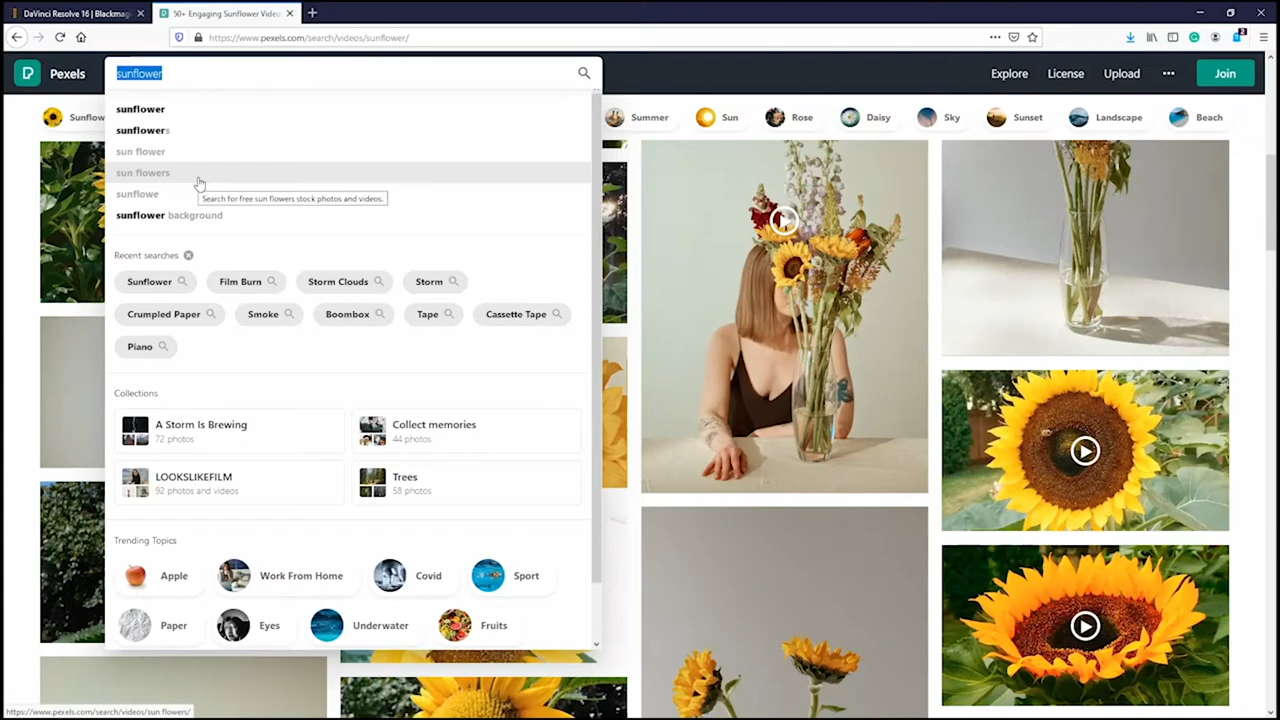 DaVinci Resolve 16 | Blackmag
50+ Engaging Sunflower Video
https://www.pexels.com/search/videos/sunflower/
2
Pexels
sunflower
Explore
License
Upload
Join
Sunflow
Summer
Sun
Rose
Daisy
Sky
Sunset
Landscape
Beach
sunflower
sunflowers
sun flower
sun flowers
Search for free sun flowers stock photos and videos.
sunflowe
sunflower background
Recent searches
Sunflower
Film Burn
Storm Clouds
Storm
Crumpled Paper
Smoke
Boombox
Tape
Cassette Tape
Piano
Collections
A Storm Is Brewing
72 photos
Collect memories
44 photos
LOOKSLIKEFILM
92 photos and videos
Trees
58 photos
Trending Topics
Apple
Work From Home
Covid
Sport
Paper
Eyes
Underwater
Fruits
https://www.pexels.com/search/videos/sun flowers/